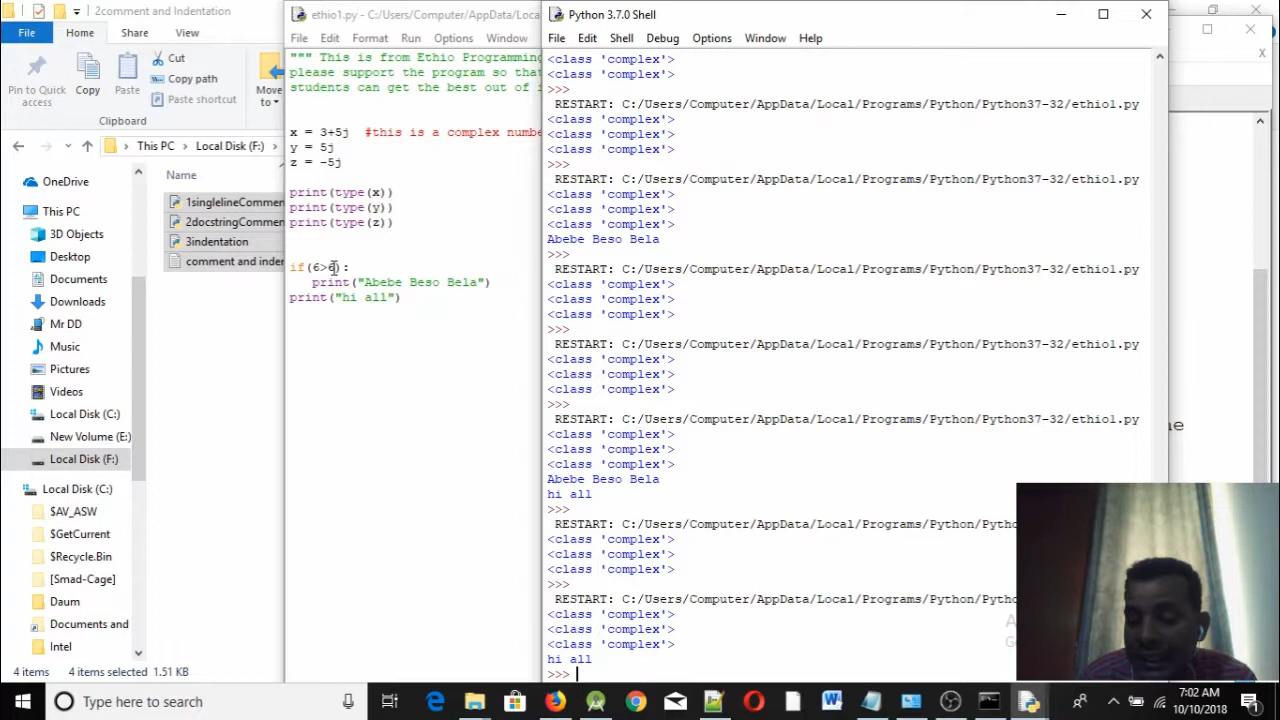 2comment and Indentation
File
Home
Share
View
Pin to Quick access
Copy
Paste
Cut
Copy path
Paste shortcut
Move to
Clipboard
This PC
Local Disk (F:)
Name
OneDrive
This PC
3D Objects
Desktop
Documents
Downloads
Mr DD
Music
Pictures
Videos
Local Disk (C:)
New Volume (E:)
Local Disk (F:)
Local Disk (C:)
$AV_ASW
$GetCurrent
$Recycle.Bin
[Smad-Cage]
Daum
Documents and
Intel
1singlelineCommen
2docstringCommen
3indentation
comment and inden
4 items 4 items selected 1.51 KB
ethio1.py - C:/Users/Computer/AppData/Loca
File Edit Format Run Options Window
""" This is from Ethio Programming
please support the program so that
students can get the best out of i
x = 3+5j #this is a complex numbe
y = 5j
z = -5j
print(type(x))
print(type(y))
print(type(z))
if(6>6):
print("Abebe Beso Bela")
print("hi all")
Python 3.7.0 Shell
File Edit Shell Debug Options Window Help
<class 'complex'>
<class 'complex'>
>>>
RESTART: C:/Users/Computer/AppData/Local/Programs/Python/Python37-32/ethio1.py
<class 'complex'>
<class 'complex'>
<class 'complex'>
>>>
RESTART: C:/Users/Computer/AppData/Local/Programs/Python/Python37-32/ethio1.py
<class 'complex'>
<class 'complex'>
<class 'complex'>
Abebe Beso Bela
>>>
RESTART: C:/Users/Computer/AppData/Local/Programs/Python/Python37-32/ethio1.py
<class 'complex'>
<class 'complex'>
<class 'complex'>
>>>
RESTART: C:/Users/Computer/AppData/Local/Programs/Python/Python37-32/ethio1.py
<class 'complex'>
<class 'complex'>
<class 'complex'>
>>>
RESTART: C:/Users/Computer/AppData/Local/Programs/Python/Python37-32/ethio1.py
<class 'complex'>
<class 'complex'>
<class 'complex'>
Abebe Beso Bela
hi all
>>>
RESTART: C:/Users/Computer/AppData/Local/Programs/Python/Pytho
<class 'complex'>
<class 'complex'>
<class 'complex'>
>>>
RESTART: C:/Users/Computer/AppData/Local/Programs/Python/Pytho
<class 'complex'>
<class 'complex'>
<class 'complex'>
hi all
>>>
Type here to search
7:02 AM
10/10/2018